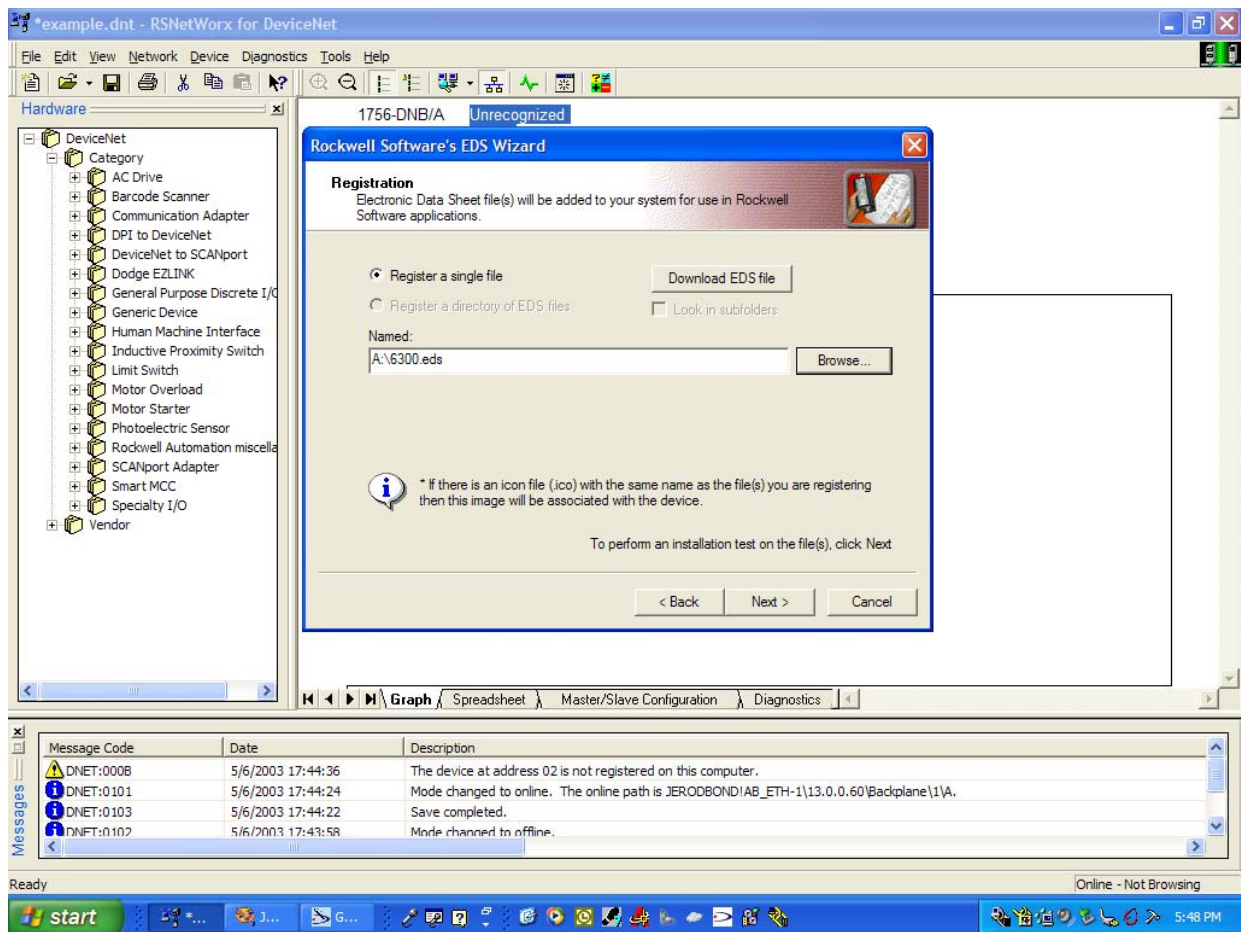 *example.dnt - RSNetWorx for DeviceNet
File Edit View Network Device Diagnostics Tools Help
Hardware
DeviceNet
Category
AC Drive
Barcode Scanner
Communication Adapter
DPI to DeviceNet
DeviceNet to SCANport
Dodge EZLINK
General Purpose Discrete I/O
Generic Device
Human Machine Interface
Inductive Proximity Switch
Limit Switch
Motor Overload
Motor Starter
Photoelectric Sensor
Rockwell Automation miscella
SCANport Adapter
Smart MCC
Specialty I/O
Vendor
1756-DNB/A Unrecognized
Rockwell Software's EDS Wizard
Registration
Electronic Data Sheet file(s) will be added to your system for use in Rockwell
Software applications.
Register a single file
Download EDS file
Register a directory of EDS files
Look in subfolders
Named:
A:\6300.eds
Browse...
* If there is an icon file (.ico) with the same name as the file(s) you are registering
then this image will be associated with the device.
To perform an installation test on the file(s), click Next
< Back Next > Cancel
Graph Spreadsheet Master/Slave Configuration Diagnostics
Messages
Message Code Date Description
DNET:000B 5/6/2003 17:44:36 The device at address 02 is not registered on this computer.
DNET:0101 5/6/2003 17:44:24 Mode changed to online. The online path is JERODBOND!AB_ETH-1\13.0.0.60\Backplane\1\A.
DNET:0103 5/6/2003 17:44:22 Save completed.
DNET:0102 5/6/2003 17:43:58 Mode changed to offline.
Ready
Online - Not Browsing
start *... J... G... 5:48 PM